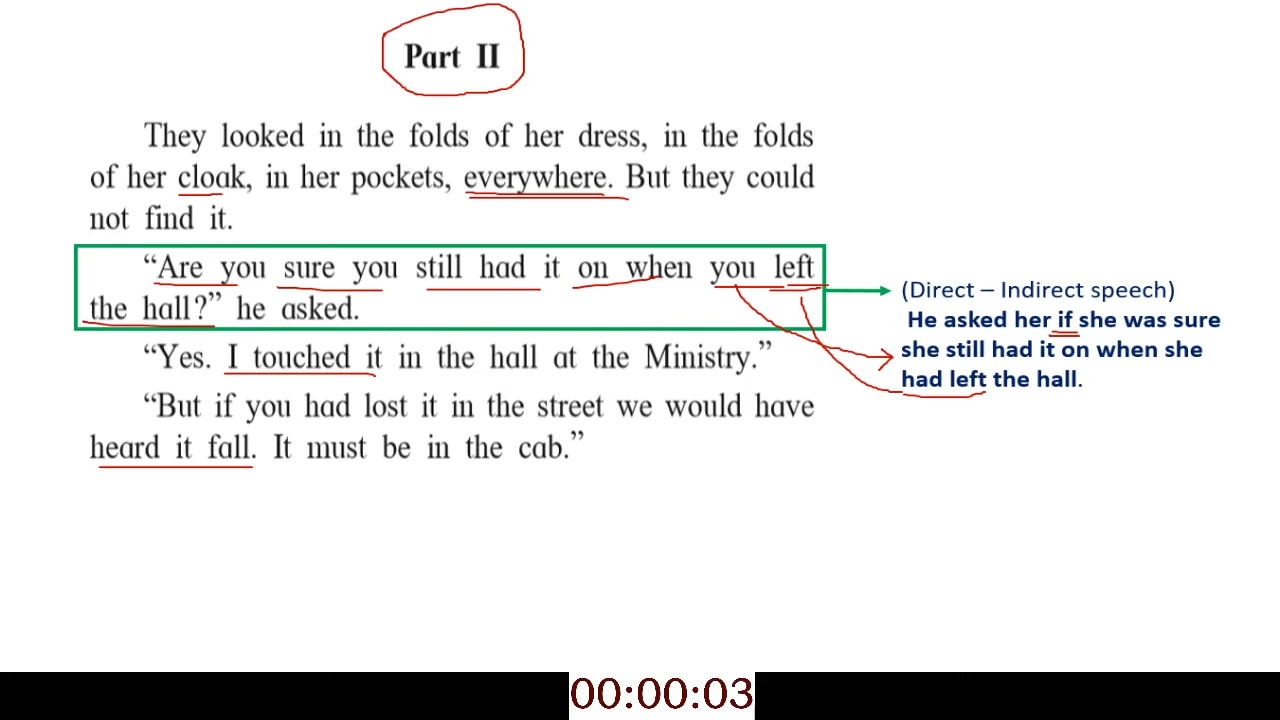 Part II
They looked in the folds of her dress, in the folds
of her cloak, in her pockets, everywhere. But they could
not find it.
“Are you sure you still had it on when you left
the hall?” he asked.
“Yes. I touched it in the hall at the Ministry.”
“But if you had lost it in the street we would have
heard it fall. It must be in the cab.”
(Direct – Indirect speech)
He asked her if she was sure
she still had it on when she
had left the hall.
00:00:03